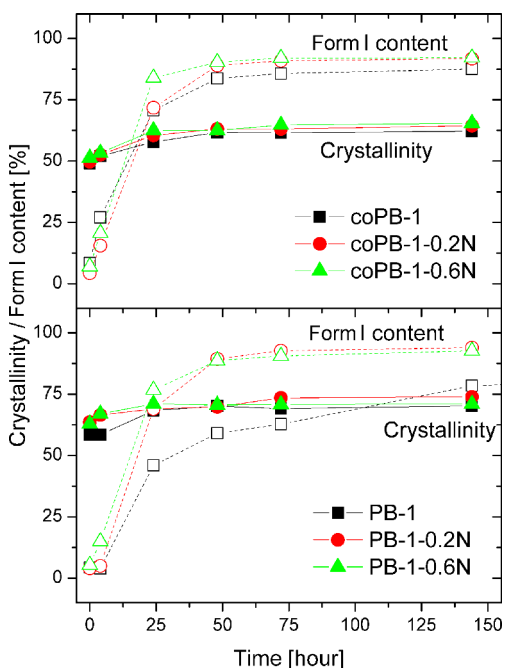 100
Form I content
75
50
Crystallinity
25
coPB-1
coPB-1-0.2N
coPB-1-0.6N
0
Crystallinity / Form I content [%]
100
Form I content
75
Crystallinity
50
25
PB-1
PB-1-0.2N
PB-1-0.6N
0
0 25 50 75 100 125 150
Time [hour]